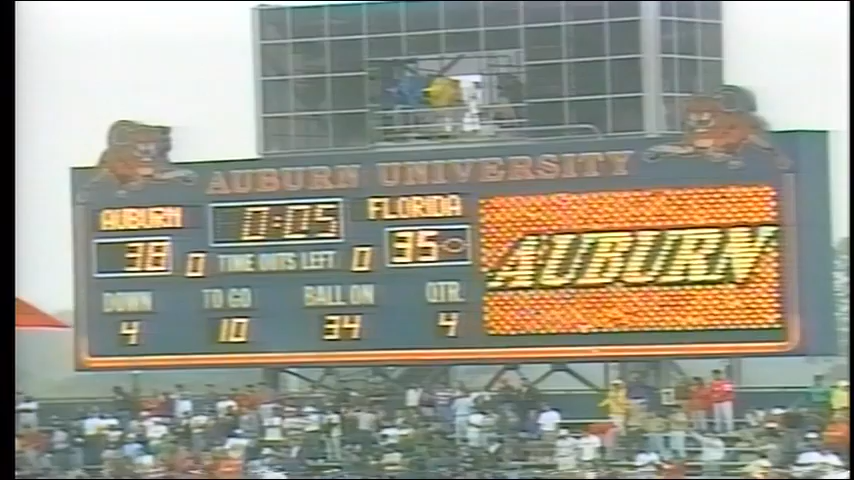 AUBURN UNIVERSITY
AUBURN 0:05 FLORIDA
38 0 TIME OUTS LEFT 0 35
DOWN TO GO BALL ON QTR.
4 10 34 4
AUBURN